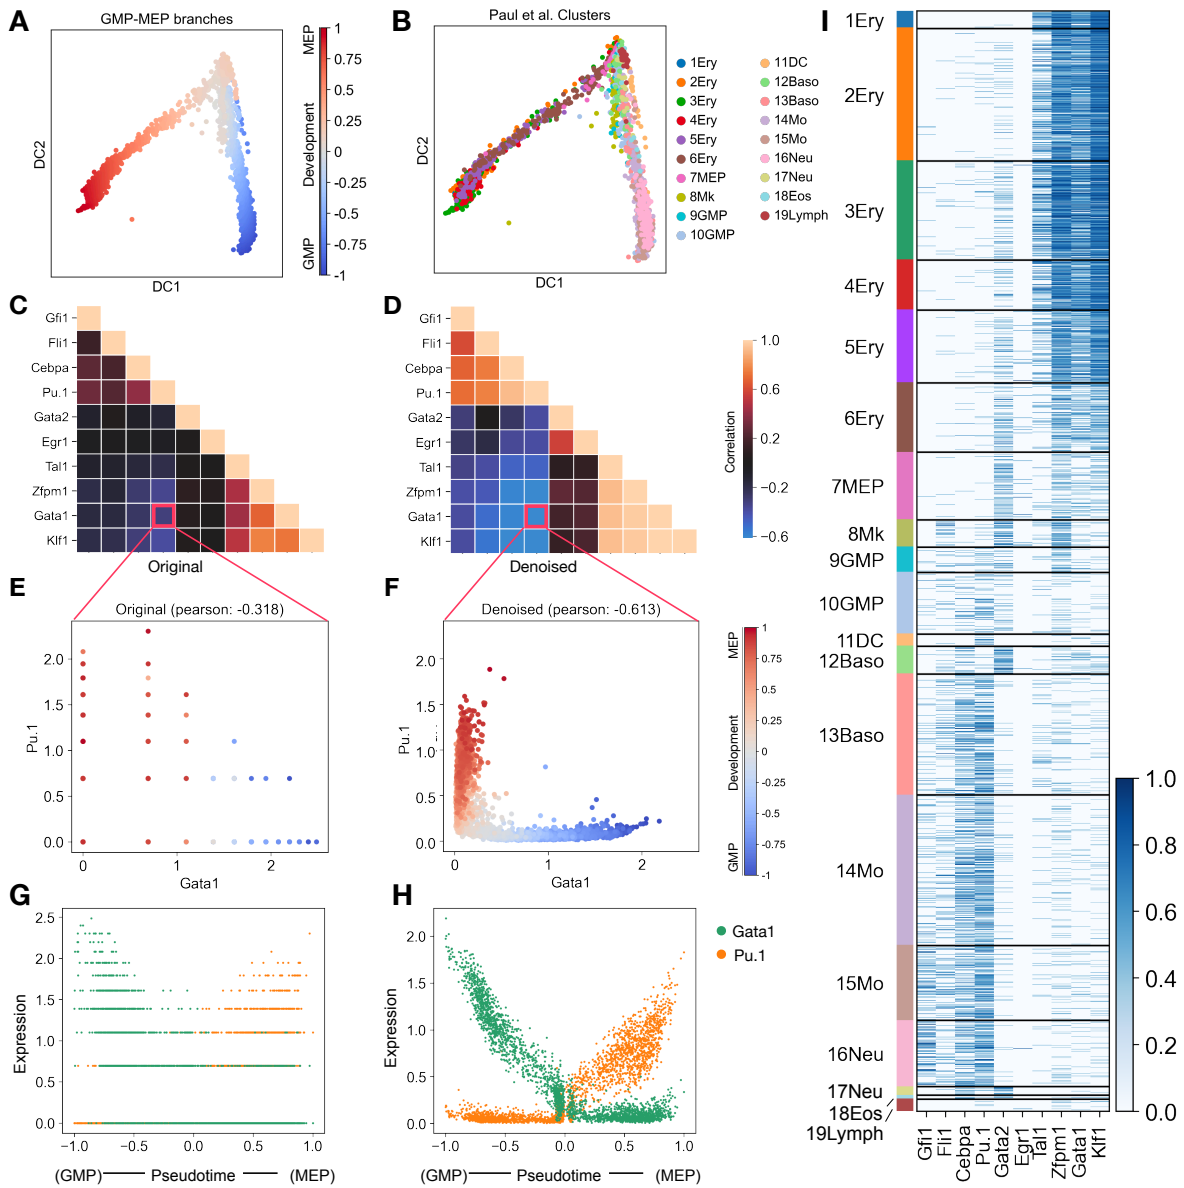 A
GMP-MEP branches
DC2
DC1
MEP
Development
GMP
1
0.75
0.5
0.25
0
-0.25
-0.5
-0.75
-1
B
Paul et al. Clusters
DC2
DC1
1Ery
2Ery
3Ery
4Ery
5Ery
6Ery
7MEP
8Mk
9GMP
10GMP
11DC
12Baso
13Baso
14Mo
15Mo
16Neu
17Neu
18Eos
19Lymph
C
Gfi1
Fli1
Cebpa
Pu.1
Gata2
Egr1
Tal1
Zfpm1
Gata1
Klf1
Original
D
Gfi1
Fli1
Cebpa
Pu.1
Gata2
Egr1
Tal1
Zfpm1
Gata1
Klf1
Denoised
Correlation
1.0
0.6
0.2
−0.2
−0.6
E
Original (pearson: -0.318)
Pu.1
2.0
1.5
1.0
0.5
0.0
0
1
2
Gata1
F
Denoised (pearson: -0.613)
Pu.1
2.0
1.5
1.0
0.5
0.0
0
1
2
Gata1
MEP
Development
GMP
1
0.75
0.5
0.25
0
-0.25
-0.5
-0.75
-1
G
Expression
2.5
2.0
1.5
1.0
0.5
0.0
−1.0
−0.5
0.0
0.5
1.0
(GMP)
Pseudotime
(MEP)
H
Expression
2.0
1.5
1.0
0.5
0.0
−1.0
−0.5
0.0
0.5
1.0
(GMP)
Pseudotime
(MEP)
Gata1
Pu.1
I
1Ery
2Ery
3Ery
4Ery
5Ery
6Ery
7MEP
8Mk
9GMP
10GMP
11DC
12Baso
13Baso
14Mo
15Mo
16Neu
17Neu
18Eos
19Lymph
Gfi1
Fli1
Cebpa
Pu.1
Gata2
Egr1
Tal1
Zfpm1
Gata1
Klf1
1.0
0.8
0.6
0.4
0.2
0.0